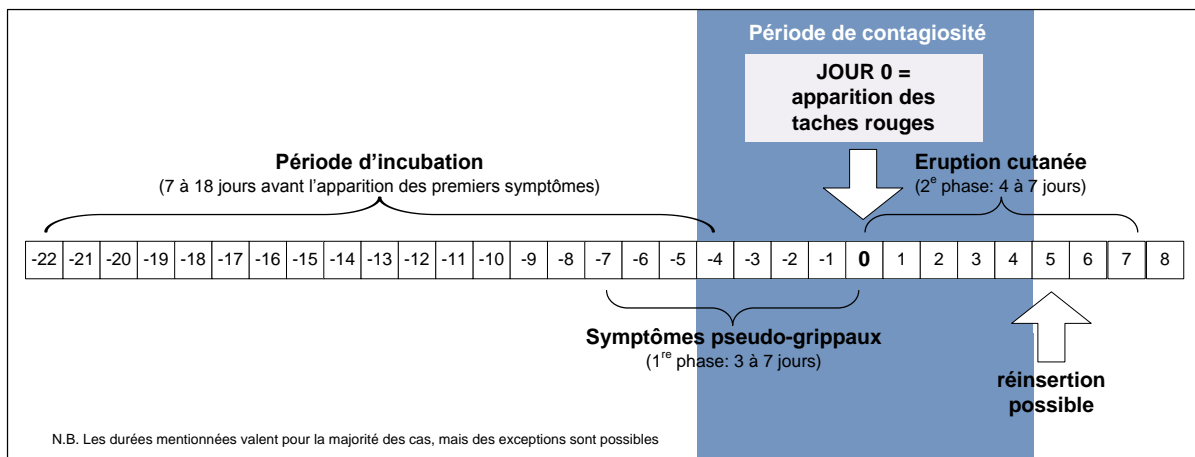 Période de contagiosité
JOUR 0 =
apparition des
taches rouges
Période d'incubation
(7 à 18 jours avant l'apparition des premiers symptômes)
Eruption cutanée
(2e phase: 4 à 7 jours)
-22 -21 -20 -19 -18 -17 -16 -15 -14 -13 -12 -11 -10 -9 -8 -7 -6 -5 -4 -3 -2 -1 0 1 2 3 4 5 6 7 8
Symptômes pseudo-grippaux
(1re phase: 3 à 7 jours)
réinsertion
possible
N.B. Les durées mentionnées valent pour la majorité des cas, mais des exceptions sont possibles